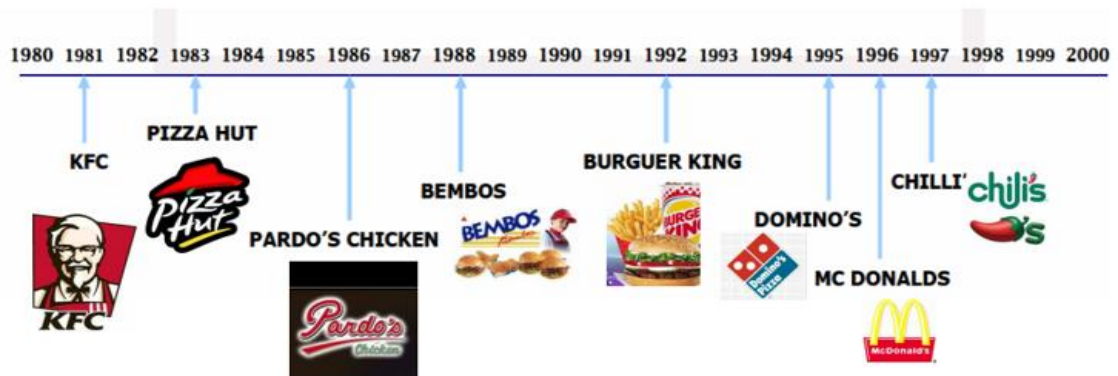 1980 1981 1982 1983 1984 1985 1986 1987 1988 1989 1990 1991 1992 1993 1994 1995 1996 1997 1998 1999 2000
PIZZA HUT
KFC
BURGUER KING
CHILLI'
chili's
's
BEMBOS
Pizza
Hut
BEMBOS
BURGE
KING
DOMINO'S
PARDO'S CHICKEN
Domino's
Pizza
MC DONALDS
KFC
Pardo's
Chicken
McDonald's